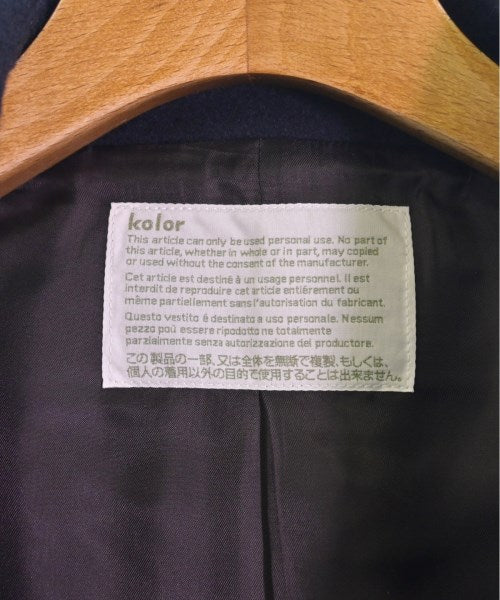 kolor
This article can only be used personal use. No part of
this article, whether in whole or in part, may copied
or used without the consent of the manufacturer.
Cet article est destiné à un usage personnel. Il est
interdit de reproduire cet article entiérement ou
même partiellement sans l'autorisation du fabricant.
Questo vestito é destinato a uso personale. Nessum
pezzo poú essere ripodotto ne totalmente
parzialmente senza autorizzazione del produttore.
この製品の一部、又は全体を無断で複製、もしくは、
個人の着用以外の目的で使用することは出来ません。